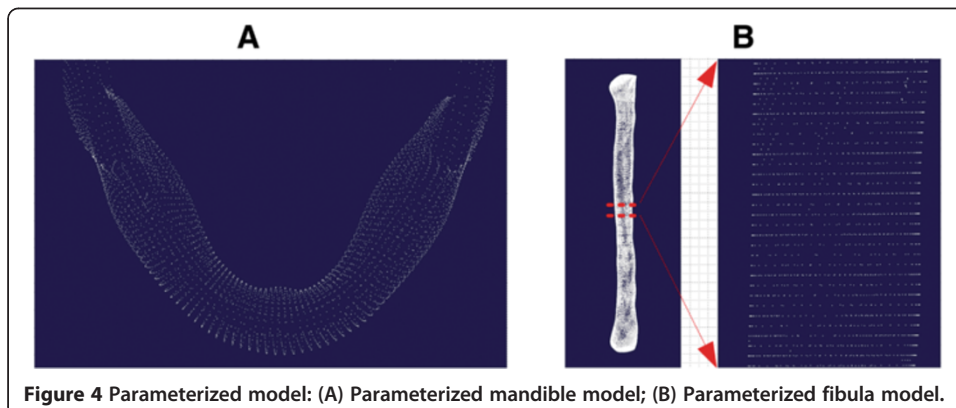 A
B
Figure 4 Parameterized model: (A) Parameterized mandible model; (B) Parameterized fibula model.